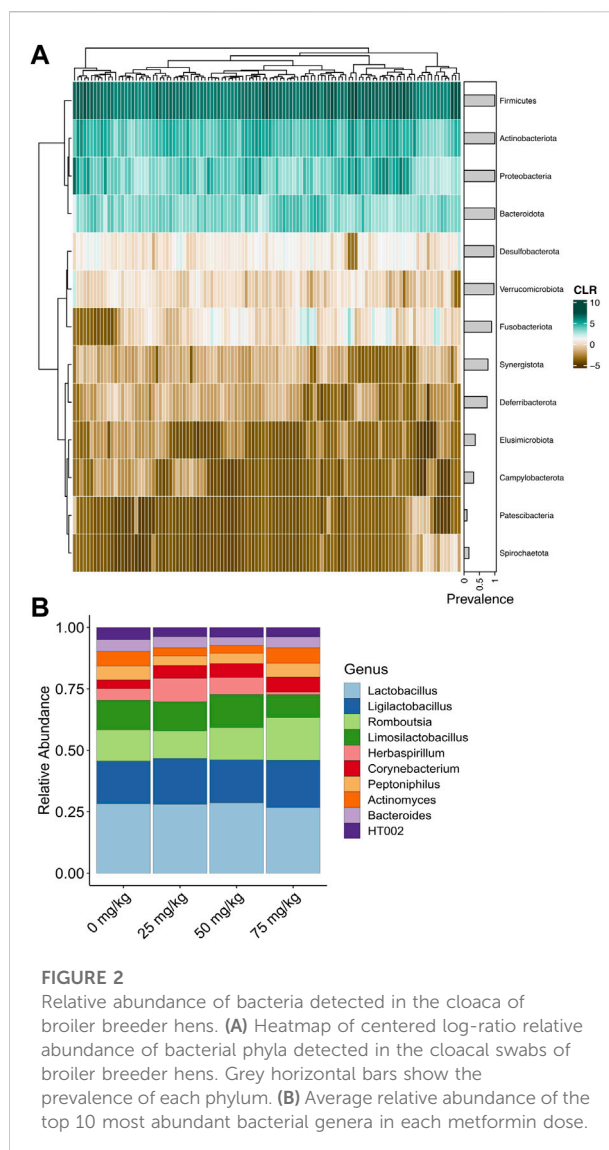 A
Firmicutes
Actinobacteriota
Proteobacteria
Bacteroidota
Desulfobacterota
Verrucomicrobiota
Fusobacteriota
Synergistota
Deferribacterota
Elusimicrobiota
Campylobacterota
Patescibacteria
Spirochaetota
CLR
10
5
0
−5
0
0.5
1
Prevalence
B
Relative Abundance
1.00
0.75
0.50
0.25
0.00
0 mg/kg
25 mg/kg
50 mg/kg
75 mg/kg
Genus
Lactobacillus
Ligilactobacillus
Romboutsia
Limosilactobacillus
Herbaspirillum
Corynebacterium
Peptoniphilus
Actinomyces
Bacteroides
HT002
FIGURE 2
Relative abundance of bacteria detected in the cloaca of
broiler breeder hens. (A) Heatmap of centered log-ratio relative
abundance of bacterial phyla detected in the cloacal swabs of
broiler breeder hens. Grey horizontal bars show the
prevalence of each phylum. (B) Average relative abundance of the
top 10 most abundant bacterial genera in each metformin dose.